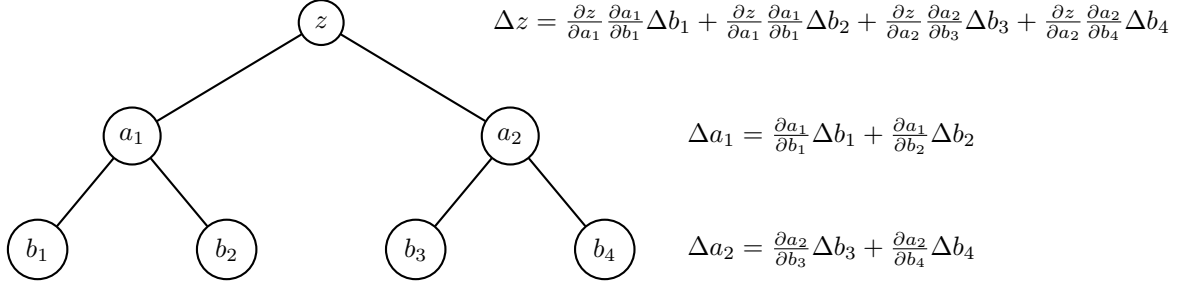 z Δz = ∂z/∂a₁ ∂a₁/∂b₁ Δb₁ + ∂z/∂a₁ ∂a₁/∂b₁ Δb₂ + ∂z/∂a₂ ∂a₂/∂b₃ Δb₃ + ∂z/∂a₂ ∂a₂/∂b₄ Δb₄
a₁ a₂ Δa₁ = ∂a₁/∂b₁ Δb₁ + ∂a₁/∂b₂ Δb₂
b₁ b₂ b₃ b₄ Δa₂ = ∂a₂/∂b₃ Δb₃ + ∂a₂/∂b₄ Δb₄